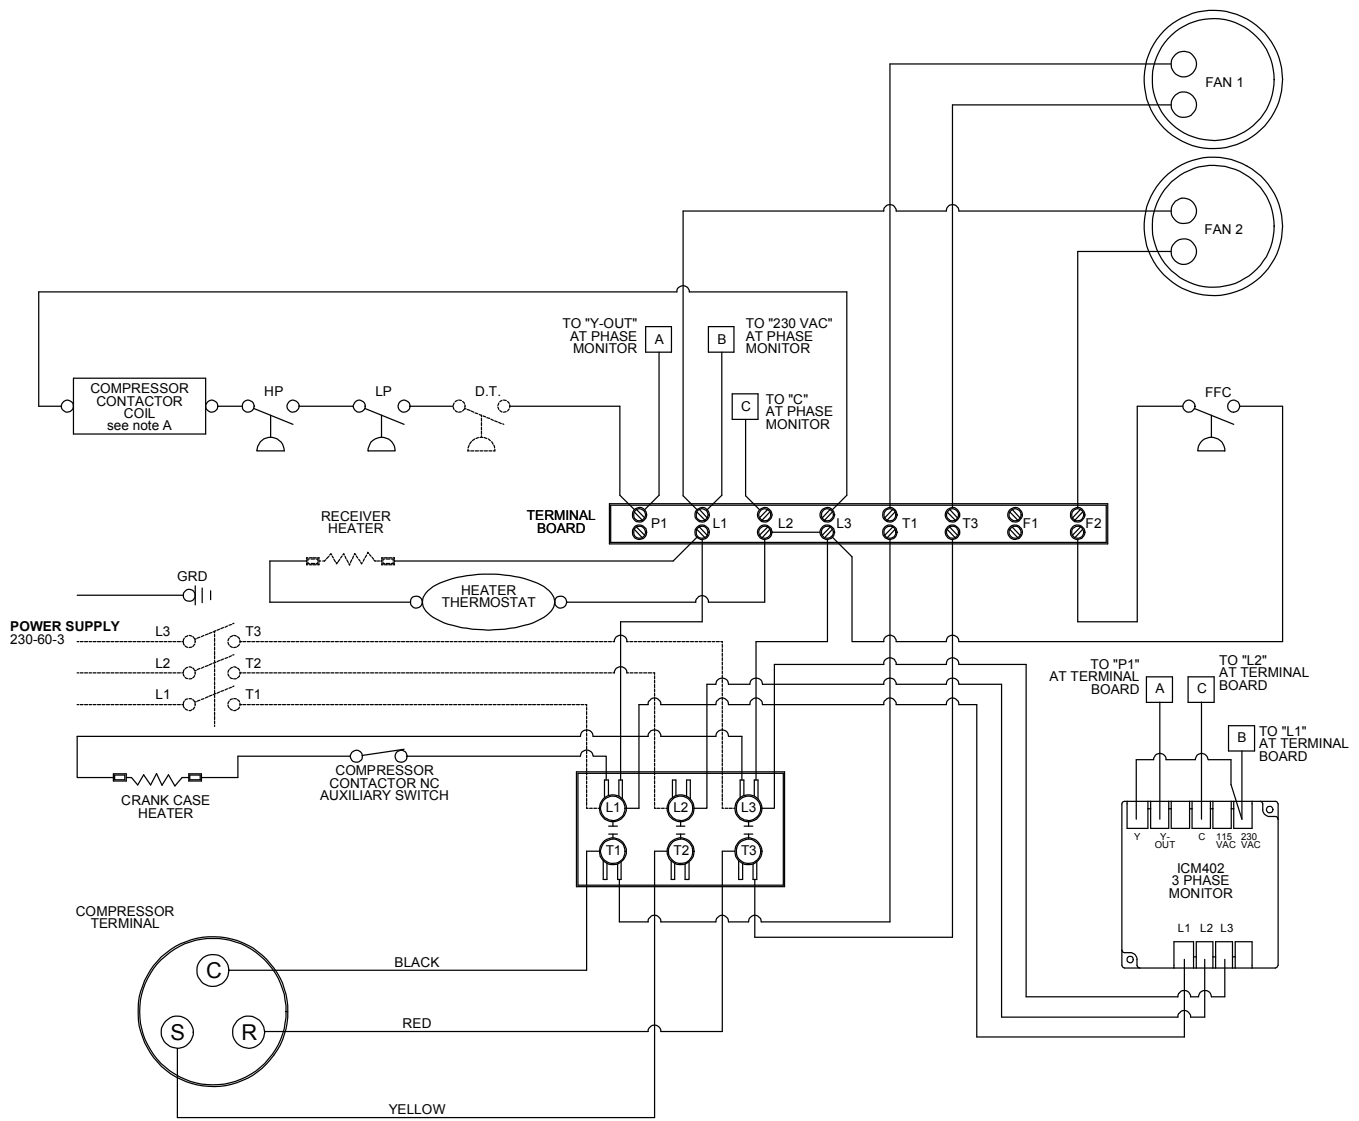 FAN 1
FAN 2
TO "Y-OUT"
AT PHASE
MONITOR
A
B
TO "230 VAC"
AT PHASE
MONITOR
C
TO "C"
AT PHASE
MONITOR
COMPRESSOR
CONTACTOR
COIL
see note A
HP
LP
D.T.
FFC
RECEIVER
HEATER
TERMINAL
BOARD
P1
L1
L2
L3
T1
T3
F1
F2
HEATER
THERMOSTAT
GRD
POWER SUPPLY
230-60-3
L3
T3
L2
T2
L1
T1
TO "P1"
AT TERMINAL
BOARD
A
C
TO "L2"
AT TERMINAL
BOARD
B
TO "L1"
AT TERMINAL
BOARD
CRANK CASE
HEATER
COMPRESSOR
CONTACTOR NC
AUXILIARY SWITCH
L1
L2
L3
T1
T2
T3
Y
Y-
OUT
C
115
VAC
230
VAC
ICM402
3 PHASE
MONITOR
L1
L2
L3
COMPRESSOR
TERMINAL
C
S
R
BLACK
RED
YELLOW